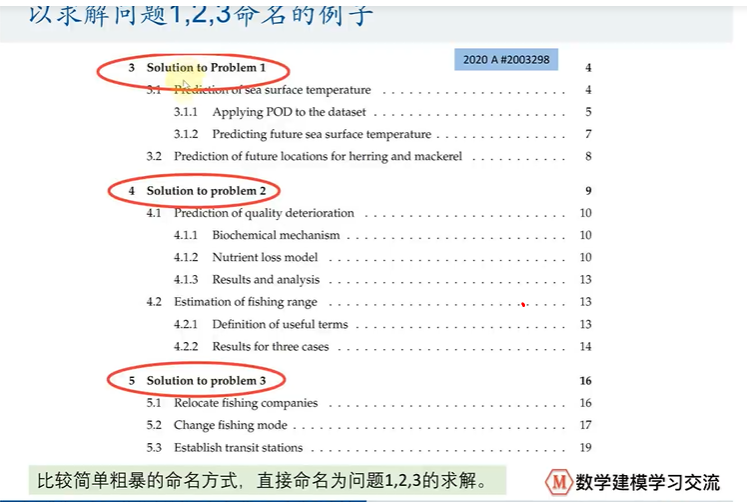 以求解问题1,2,3命名的例子
2020 A #2003298
3 Solution to Problem 1 4
3.1 Prediction of sea surface temperature . . . . . . . . . . . . . . . . . . . . . . . 4
3.1.1 Applying POD to the dataset . . . . . . . . . . . . . . . . . . . . . . . . 5
3.1.2 Predicting future sea surface temperature . . . . . . . . . . . . . . . . . 7
3.2 Prediction of future locations for herring and mackerel . . . . . . . . . . . 8
4 Solution to problem 2 9
4.1 Prediction of quality deterioration . . . . . . . . . . . . . . . . . . . . . . . . . 10
4.1.1 Biochemical mechanism . . . . . . . . . . . . . . . . . . . . . . . . . . 10
4.1.2 Nutrient loss model . . . . . . . . . . . . . . . . . . . . . . . . . . . . 10
4.1.3 Results and analysis . . . . . . . . . . . . . . . . . . . . . . . . . . . . 13
4.2 Estimation of fishing range . . . . . . . . . . . . . . . . . . . . . . . . . . . . 13
4.2.1 Definition of useful terms . . . . . . . . . . . . . . . . . . . . . . . . . . 13
4.2.2 Results for three cases . . . . . . . . . . . . . . . . . . . . . . . . . . . 14
5 Solution to problem 3 16
5.1 Relocate fishing companies . . . . . . . . . . . . . . . . . . . . . . . . . . . . 16
5.2 Change fishing mode . . . . . . . . . . . . . . . . . . . . . . . . . . . . . . . . 17
5.3 Establish transit stations . . . . . . . . . . . . . . . . . . . . . . . . . . . . . . 19
比较简单粗暴的命名方式，直接命名为问题1,2,3的求解。
M 数学建模学习交流